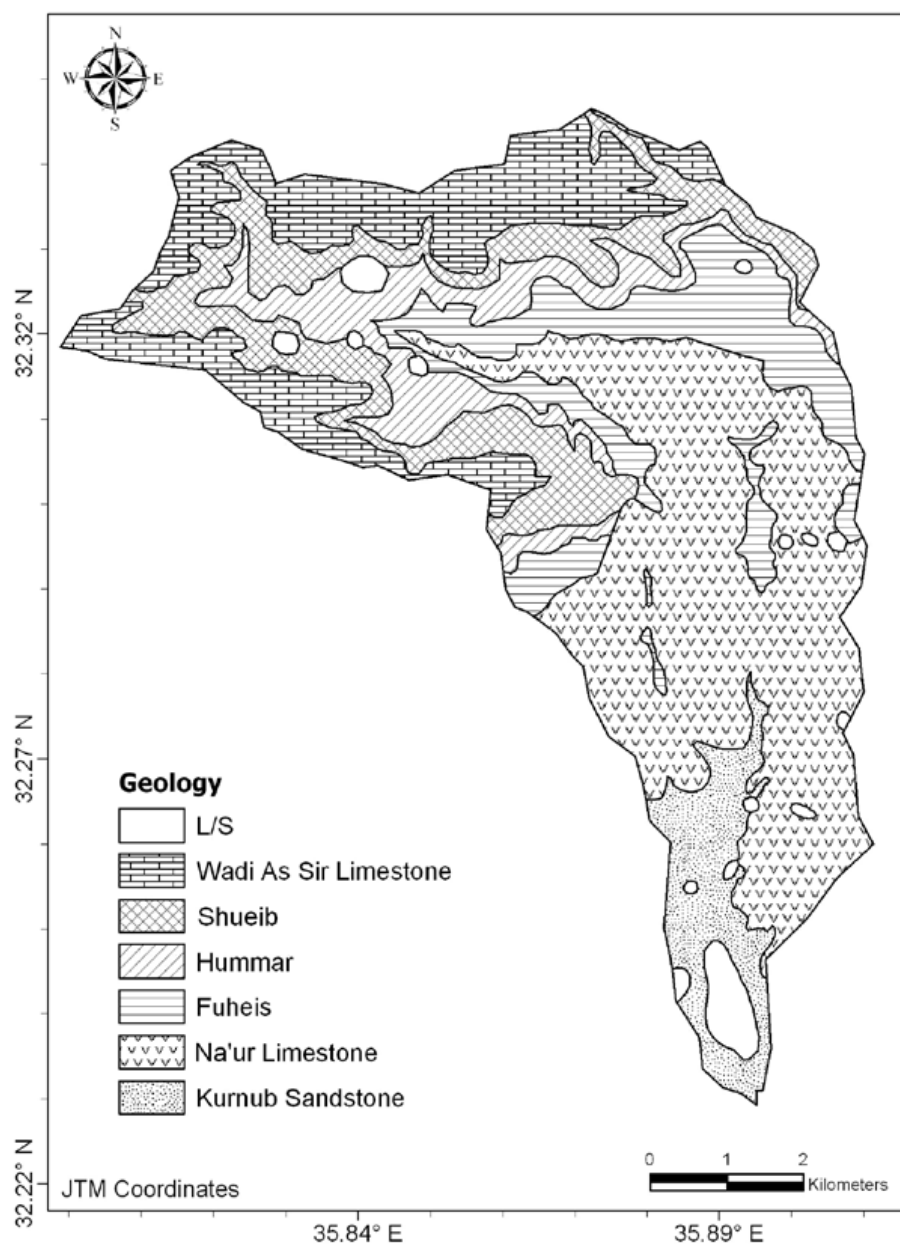 N
W E
S
32.32° N
32.27° N
32.22° N
Geology
L/S
Wadi As Sir Limestone
Shueib
Hummar
Fuheis
Na'ur Limestone
Kurnub Sandstone
JTM Coordinates
0 1 2
Kilometers
35.84° E 35.89° E